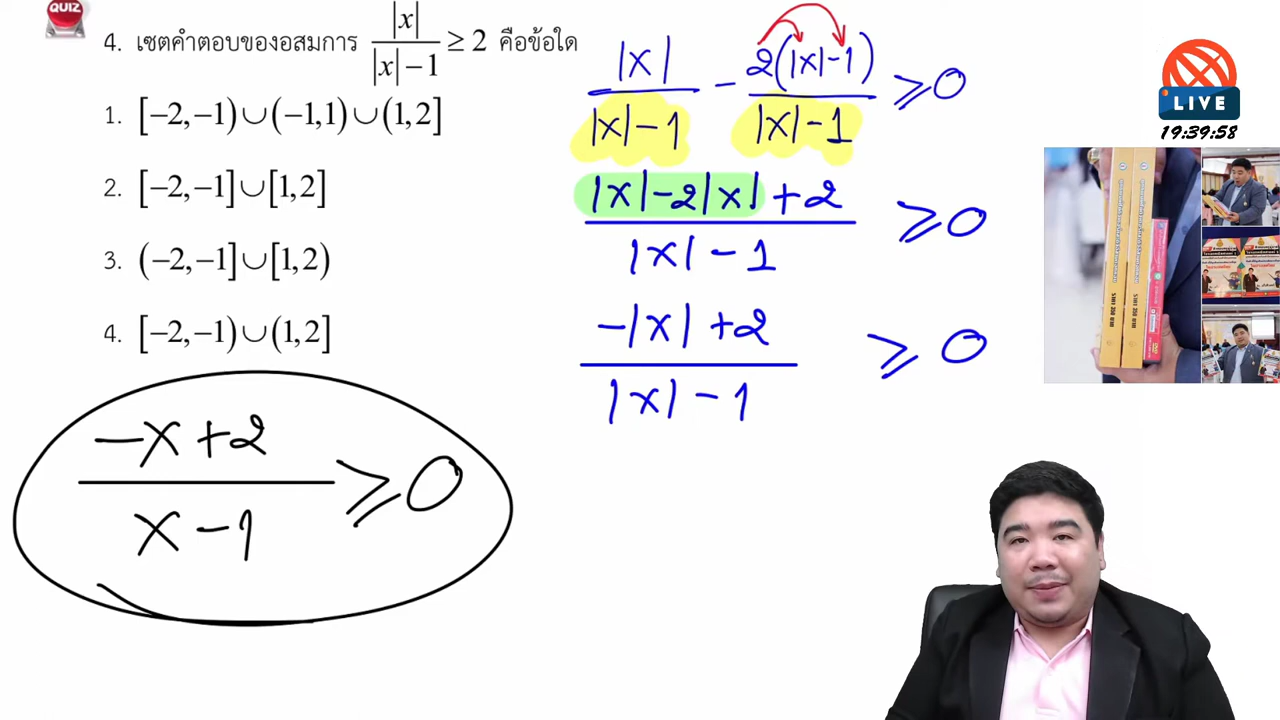 QUIZ
4. เซตคำตอบของอสมการ |x| / (|x|−1) ≥ 2 คือข้อใด
1. [−2,−1)∪(−1,1)∪(1,2]
2. [−2,−1]∪[1,2]
3. (−2,−1]∪[1,2)
4. [−2,−1)∪(1,2]
(−x+2) / (x−1) ≥ 0
|x| / (|x|−1) − 2(|x|−1) / (|x|−1) ≥ 0
(|x|−2|x|+2) / (|x|−1) ≥ 0
(−|x|+2) / (|x|−1) ≥ 0
LIVE
19:39:58